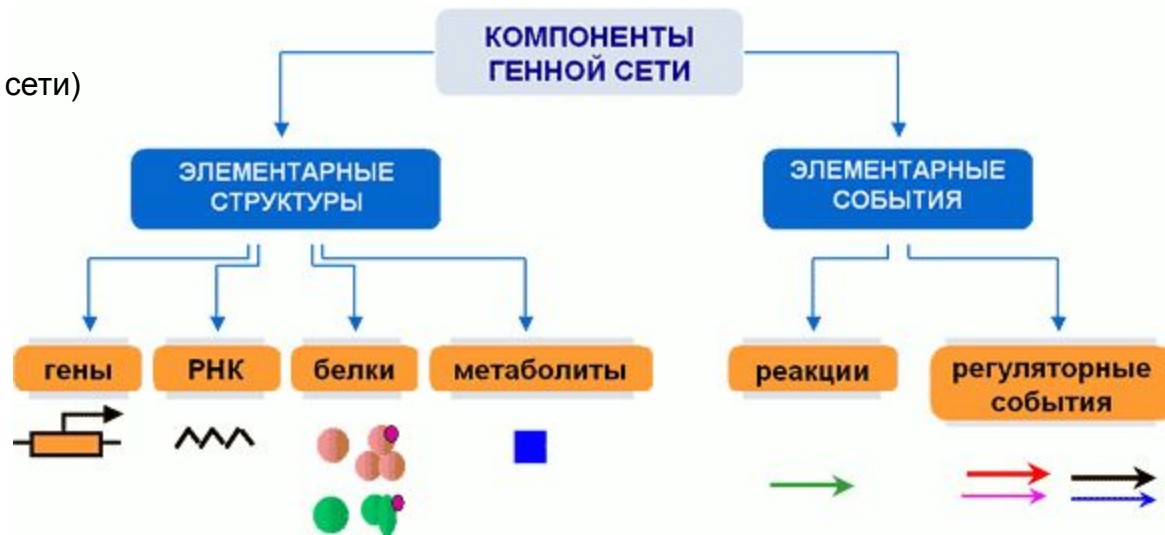 КОМПОНЕНТЫ
ГЕННОЙ СЕТИ
сети)
ЭЛЕМЕНТАРНЫЕ
СТРУКТУРЫ
ЭЛЕМЕНТАРНЫЕ
СОБЫТИЯ
гены
РНК
белки
метаболиты
реакции
регуляторные
события